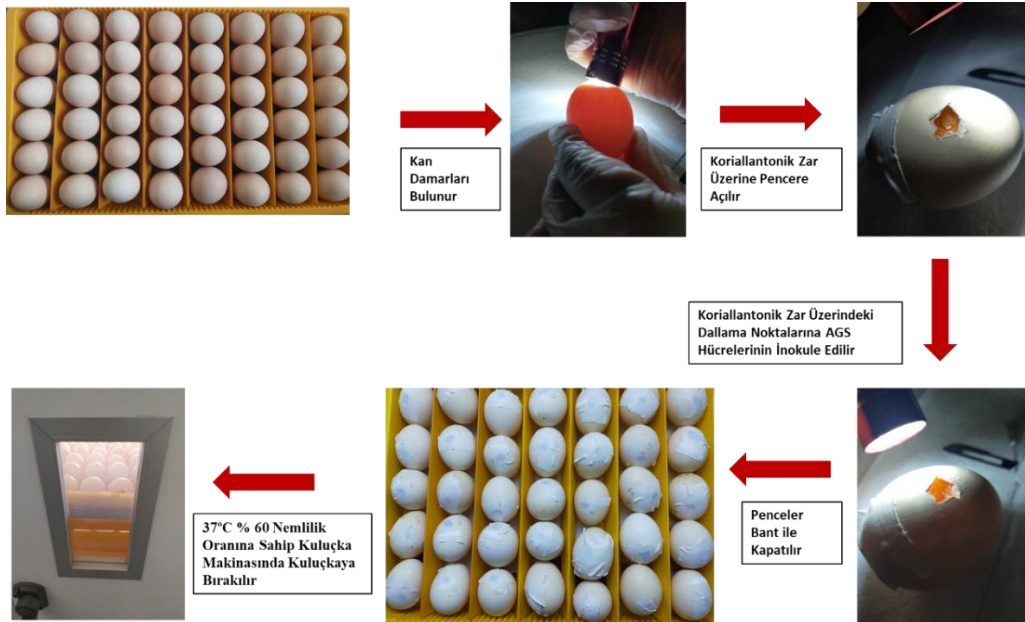 Kan
Damarları
Bulunur
Koriallantonik Zar
Üzerine Pencere
Açılır
Koriallantonik Zar Üzerindeki
Dallama Noktalarına AGS
Hücrelerinin İnokule Edilir
Penceler
Bant ile
Kapatılır
37ºC % 60 Nemlilik
Oranına Sahip Kuluçka
Makinasında Kuluçkaya
Bırakılır